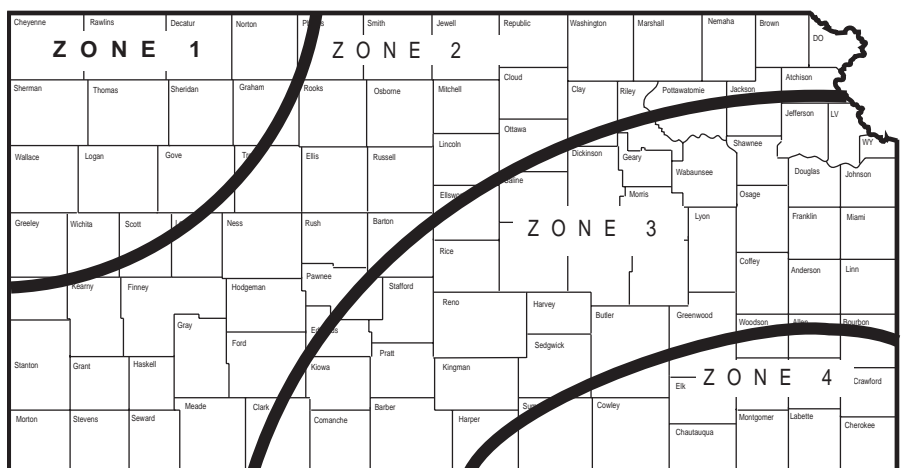 Cheyenne Rawlins Decatur Norton Smith Jewell Republic Washington Marshall Nemaha Brown
DO
ZONE 1 ZONE 2
Cloud Atchison
Sherman Thomas Sheridan Graham Rooks Osborne Mitchell Clay Riley Pottawatomie Jackson
Jefferson LV
Ottawa
Lincoln Shawnee WY
Wallace Logan Gove Ellis Russell Dickinson Geary
Wabaunsee Douglas Johnson
Morris Osage
Greeley Wichita Scott Ness Rush Barton Lyon Franklin Miami
ZONE 3
Rice
Coffey
Pawnee Anderson Linn
Kearny Finney Hodgeman Stafford
Reno Harvey
Gray Butler Greenwood Woodson Allen Bourbon
Ford Sedgwick
Pratt
Stanton Grant Haskell Kiowa Kingman
Elk ZONE 4 Crawford
Morton Stevens Seward Meade Clark Comanche Barber Harper Cowley Montgomer Labette
Chautauqua Cherokee